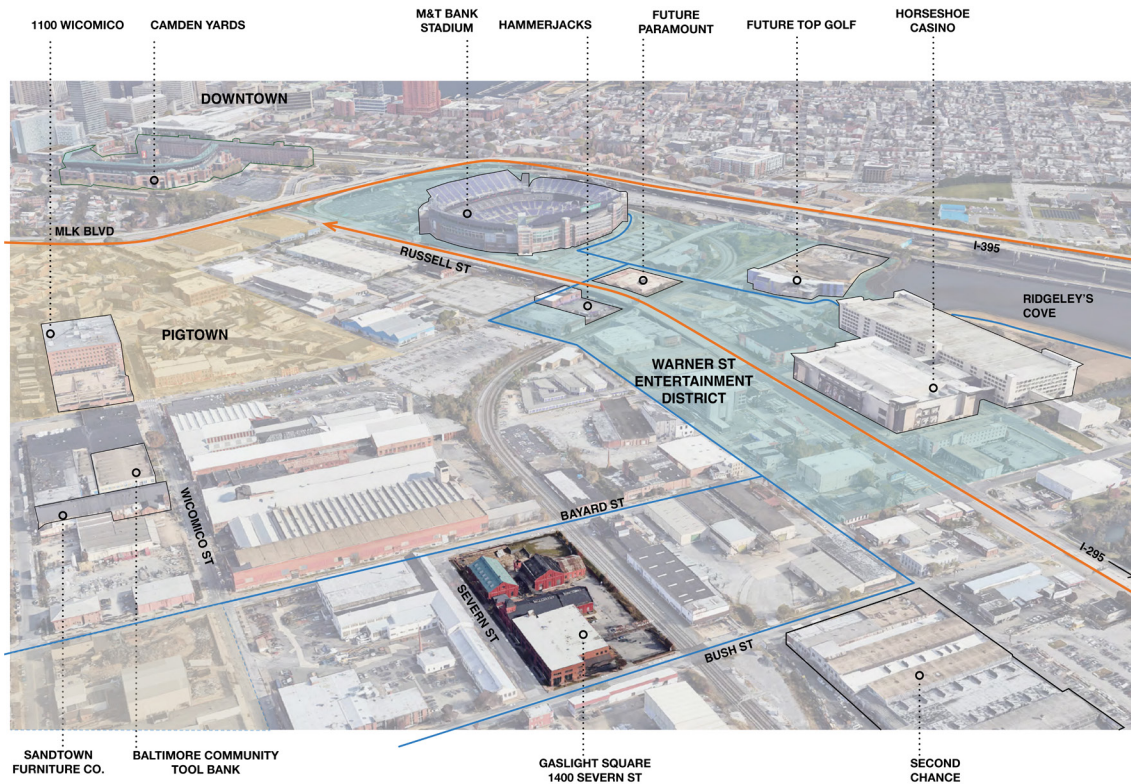 1100 WICOMICO
CAMDEN YARDS
M&T BANK
STADIUM
HAMMERJACKS
FUTURE
PARAMOUNT
FUTURE TOP GOLF
HORSESHOE
CASINO
DOWNTOWN
MLK BLVD
RUSSELL ST
I-395
RIDGELEY'S
COVE
PIGTOWN
WARNER ST
ENTERTAINMENT
DISTRICT
WICOMICO ST
BAYARD ST
I-295
SEVERN ST
BUSH ST
SANDTOWN
FURNITURE CO.
BALTIMORE COMMUNITY
TOOL BANK
GASLIGHT SQUARE
1400 SEVERN ST
SECOND
CHANCE